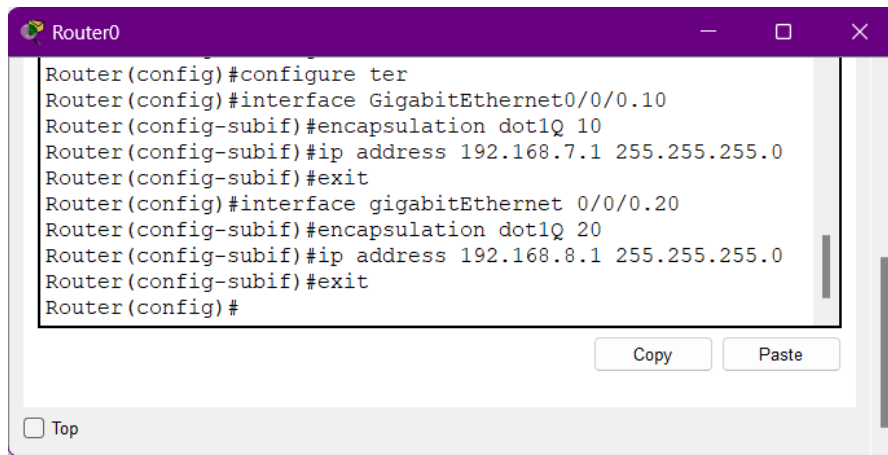 Router0
Router(config)#configure ter
Router(config)#interface GigabitEthernet0/0/0.10
Router(config-subif)#encapsulation dot1Q 10
Router(config-subif)#ip address 192.168.7.1 255.255.255.0
Router(config-subif)#exit
Router(config)#interface gigabitEthernet 0/0/0.20
Router(config-subif)#encapsulation dot1Q 20
Router(config-subif)#ip address 192.168.8.1 255.255.255.0
Router(config-subif)#exit
Router(config)#
Copy Paste
Top